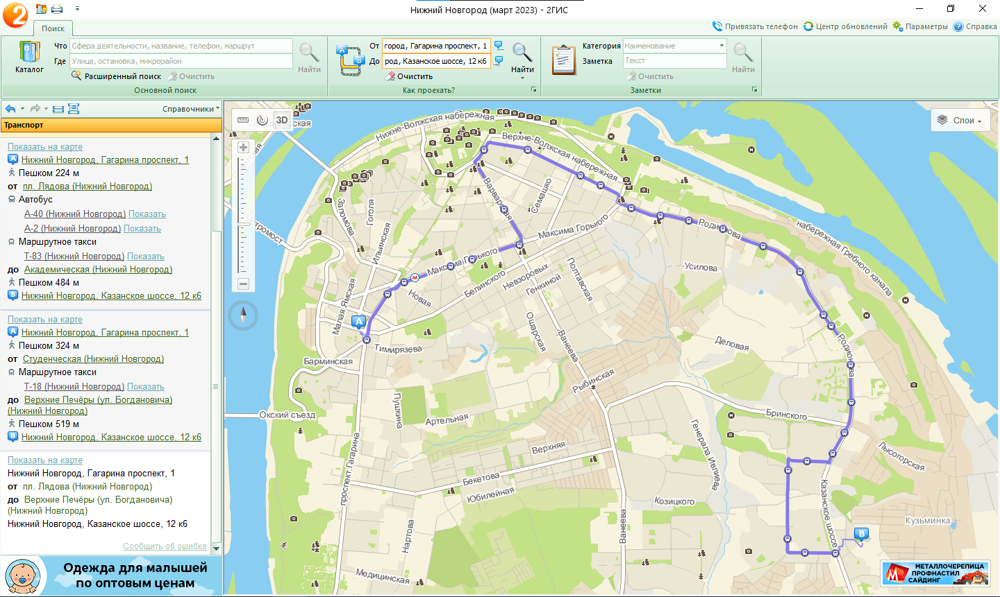 Нижний Новгород (март 2023) - 2ГИС
Поиск
Привязать телефон
Центр обновлений
Параметры
Справка
Каталог
Что
Сфера деятельности, название, телефон, маршрут
Где
Улица, остановка, микрорайон
Найти
Расширенный поиск
Очистить
Основной поиск
От
город, Гагарина проспект, 1
До
род, Казанское шоссе, 12 к6
Найти
Очистить
Как проехать?
Категория
Наименование
Заметка
Текст
Найти
Очистить
Заметки
Справочники
Транспорт
Показать на карте
A Нижний Новгород, Гагарина проспект, 1
Пешком 224 м
от пл. Лядова (Нижний Новгород)
Автобус
А-40 (Нижний Новгород) Показать
А-2 (Нижний Новгород) Показать
Маршрутное такси
Т-83 (Нижний Новгород) Показать
до Академическая (Нижний Новгород)
Пешком 484 м
B Нижний Новгород, Казанское шоссе, 12 к6
Показать на карте
A Нижний Новгород, Гагарина проспект, 1
Пешком 324 м
от Студенческая (Нижний Новгород)
Маршрутное такси
Т-18 (Нижний Новгород) Показать
до Верхние Печёры (ул. Богдановича)
(Нижний Новгород)
Пешком 519 м
B Нижний Новгород, Казанское шоссе, 12 к6
Показать на карте
Нижний Новгород, Гагарина проспект, 1
от пл. Лядова (Нижний Новгород)
до Верхние Печёры (ул. Богдановича)
(Нижний Новгород)
Нижний Новгород, Казанское шоссе, 12 к6
Сообщить об ошибке
Одежда для малышей
по оптовым ценам
3D
Слои
Нижне-Волжская набережная
Верхне-Волжская набережная
Варварская
Семашко
Заломова
Гоголя
Ильинская
Метромост
Максима Горького
Максима Горького
Родионова
набережная Гребного канала
Усилова
Белинского
Невзоровых
Генкиной
Полтавская
Новая
Малая Ямская
A
Ошарская
Ванеева
Тимирязева
Барминская
Деловая
Родионова
Рыбинская
Окский съезд
Пушкина
Артельная
Бринского
Генерала Ивлиева
Верхняя
Лысогорская
проспект Гагарина
Бекетова
Юбилейная
Козицкого
Казанское шоссе
Кузьминка
Нартова
Ванеева
B
Медицинская
МЕТАЛЛОЧЕРЕПИЦА
ПРОФНАСТИЛ
САЙДИНГ